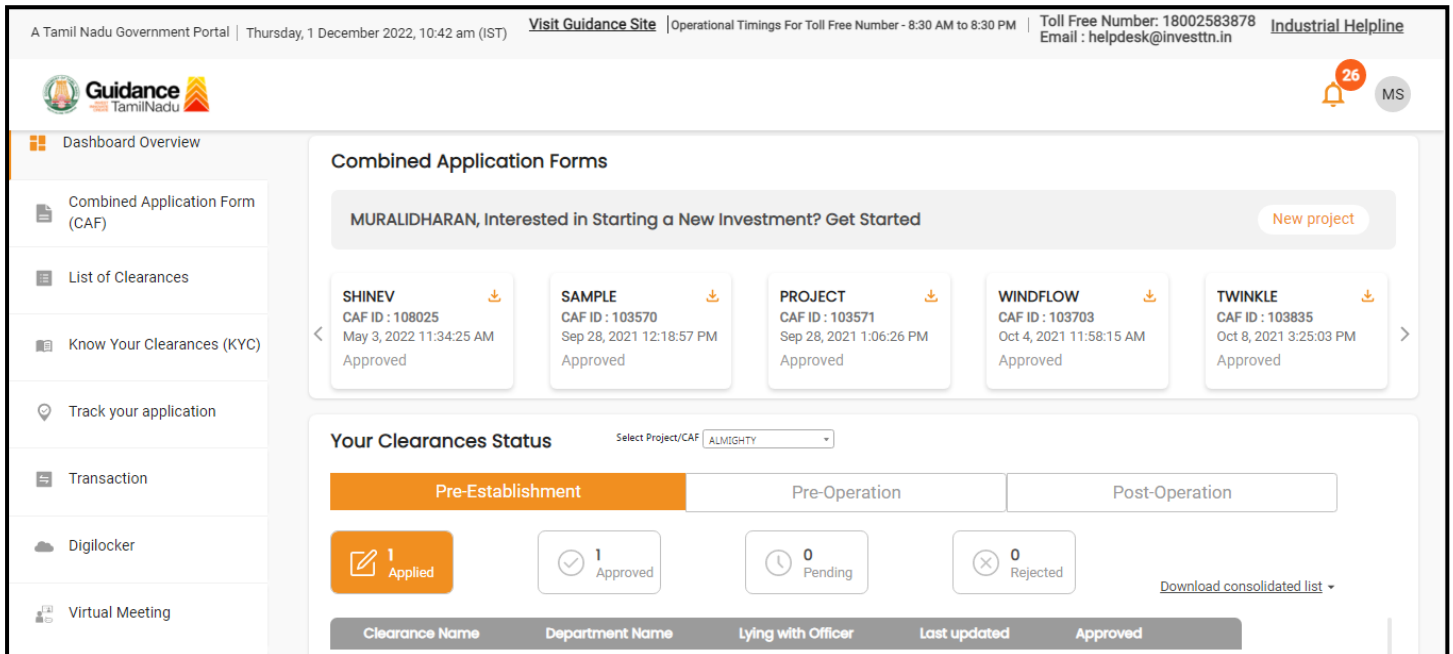 A Tamil Nadu Government Portal | Thursday, 1 December 2022, 10:42 am (IST)
Visit Guidance Site | Operational Timings For Toll Free Number - 8:30 AM to 8:30 PM | Toll Free Number: 18002583878
Email : helpdesk@investtn.in
Industrial Helpline
Guidance
TamilNadu
26
MS
Dashboard Overview
Combined Application Form
(CAF)
List of Clearances
Know Your Clearances (KYC)
Track your application
Transaction
Digilocker
Virtual Meeting
Combined Application Forms
MURALIDHARAN, Interested in Starting a New Investment? Get Started
New project
SHINEV
CAF ID : 108025
May 3, 2022 11:34:25 AM
Approved
SAMPLE
CAF ID : 103570
Sep 28, 2021 12:18:57 PM
Approved
PROJECT
CAF ID : 103571
Sep 28, 2021 1:06:26 PM
Approved
WINDFLOW
CAF ID : 103703
Oct 4, 2021 11:58:15 AM
Approved
TWINKLE
CAF ID : 103835
Oct 8, 2021 3:25:03 PM
Approved
Your Clearances Status
Select Project/CAF ALMIGHTY
Pre-Establishment
Pre-Operation
Post-Operation
1
Applied
1
Approved
0
Pending
0
Rejected
Download consolidated list
Clearance Name Department Name Lying with Officer Last updated Approved